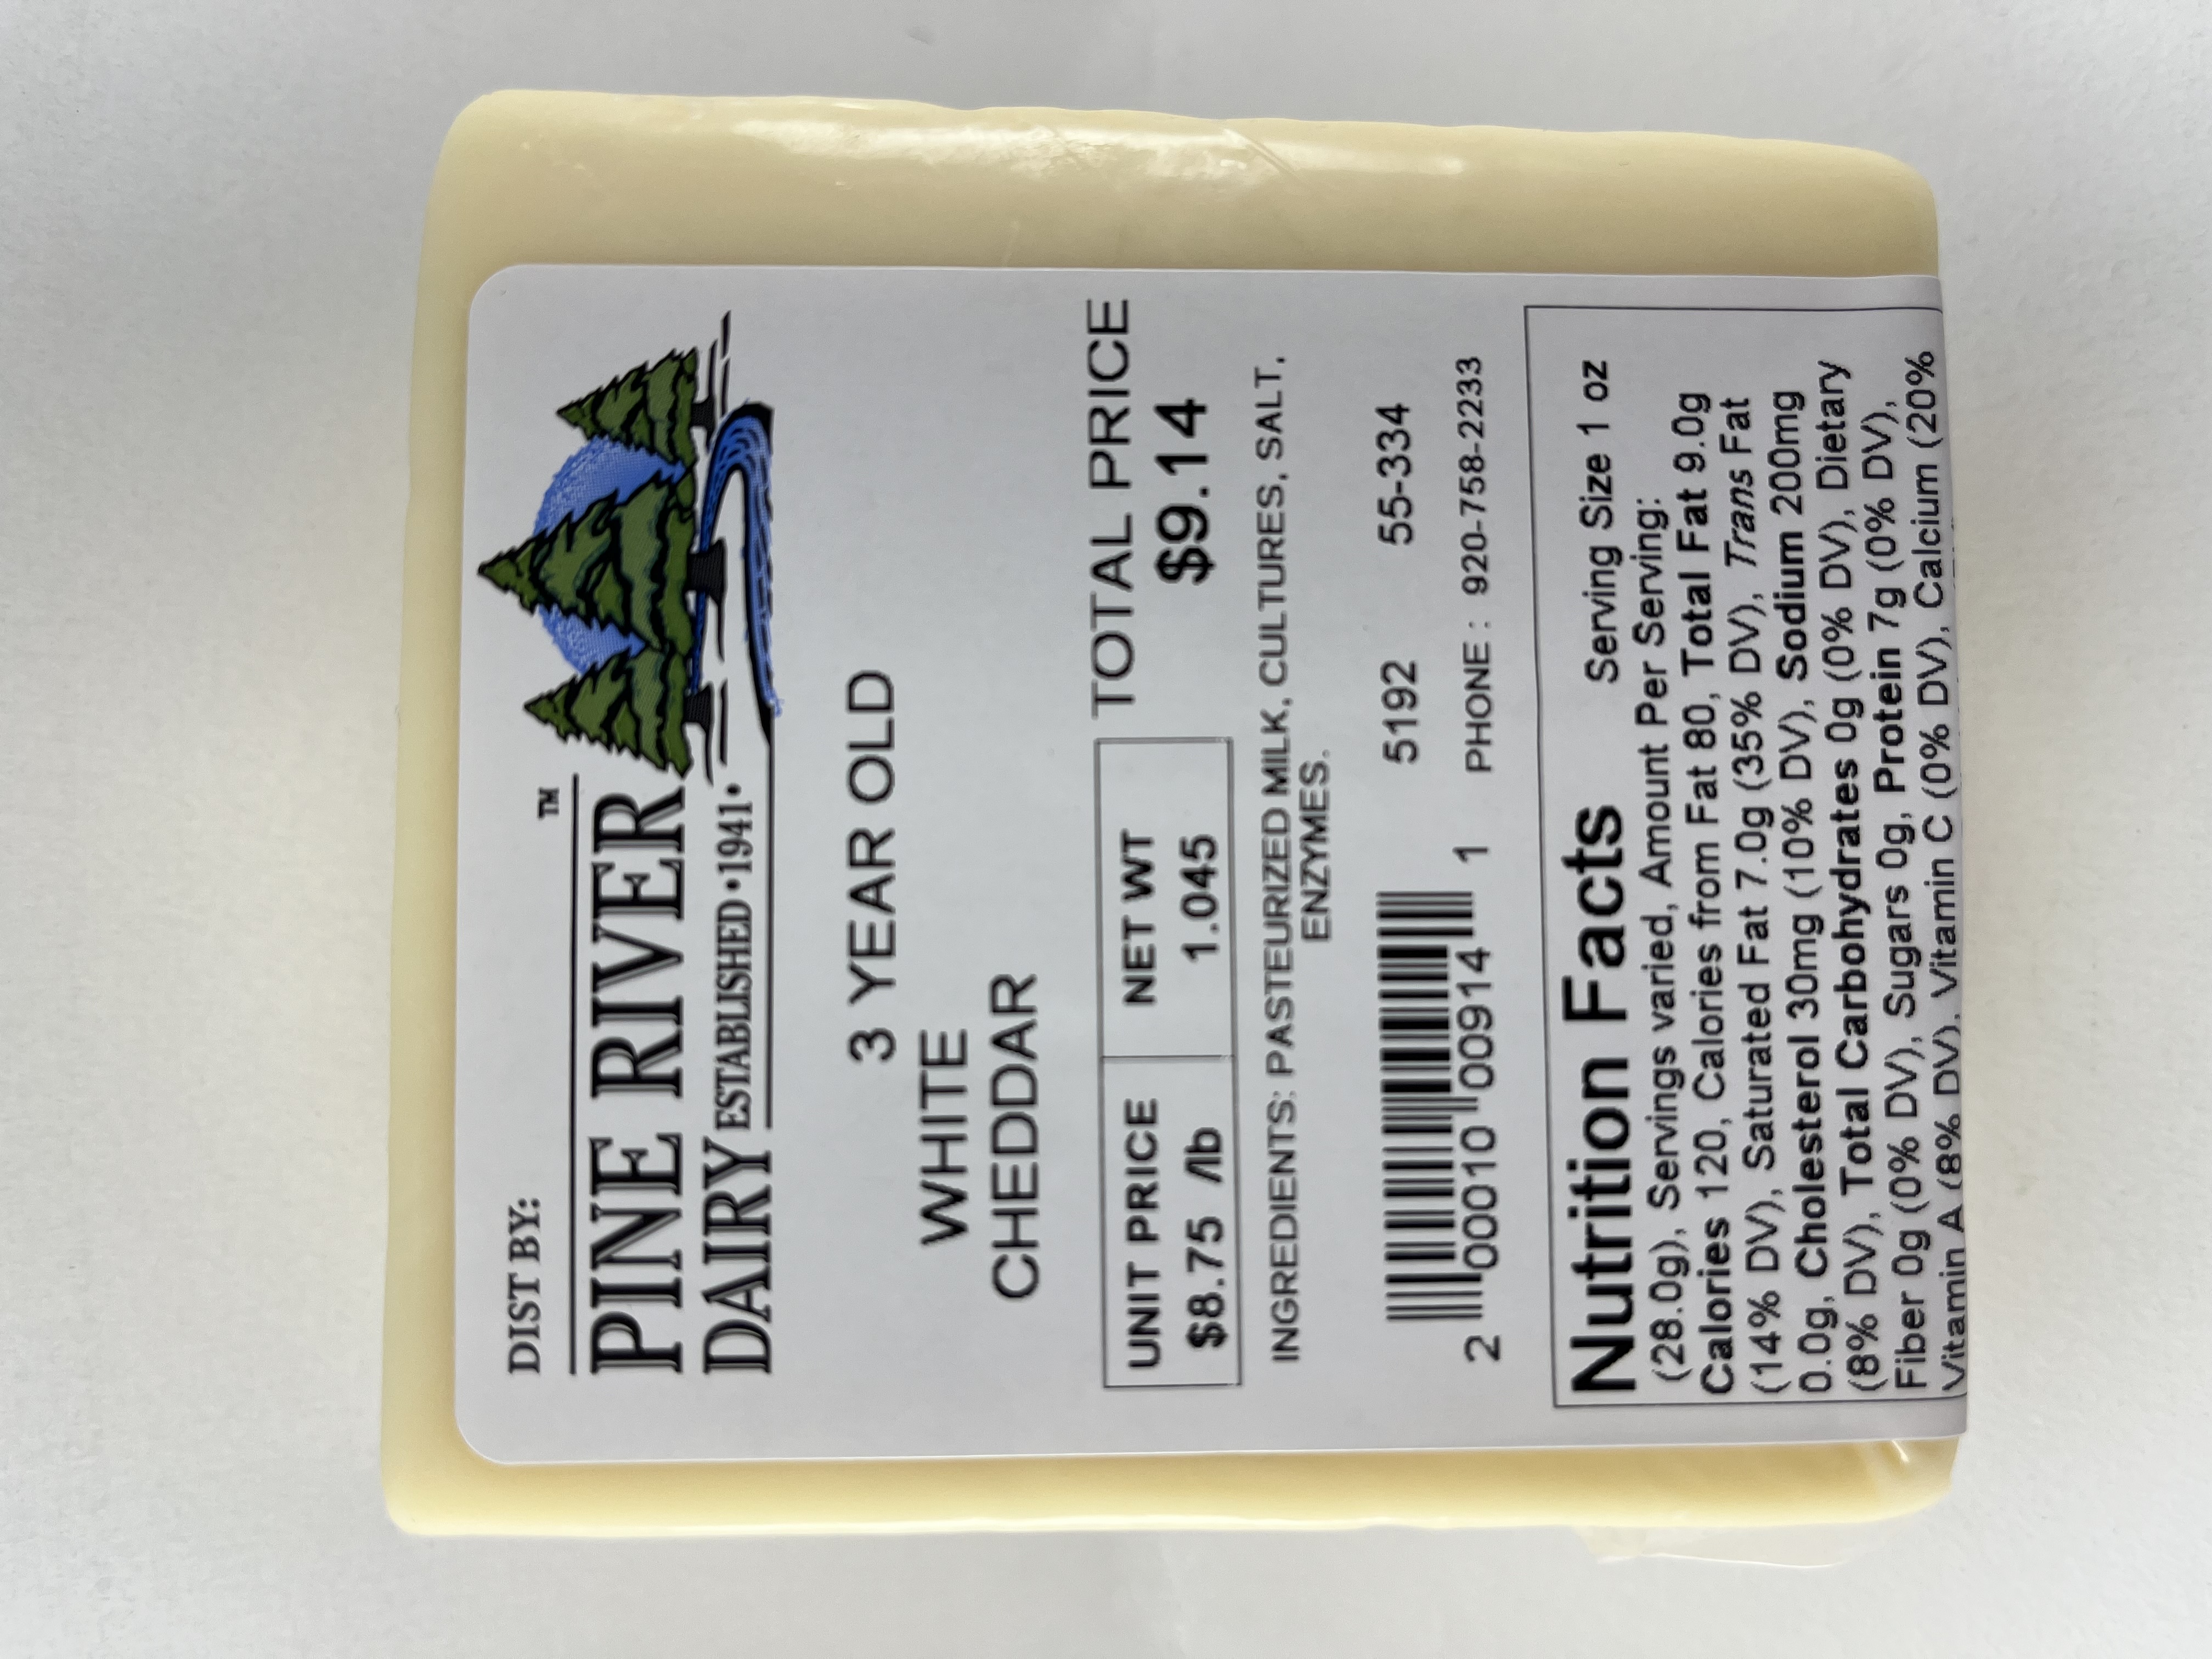 DIST BY:
PINE RIVER™
DAIRY ESTABLISHED • 1941 •
3 YEAR OLD
WHITE
CHEDDAR
UNIT PRICE NET WT TOTAL PRICE
$8.75 /lb 1.045 $9.14
INGREDIENTS: PASTEURIZED MILK, CULTURES, SALT,
ENZYMES.
5192 55-334
2 00010 00914 1 PHONE : 920-758-2233
Nutrition Facts Serving Size 1 oz
(28.0g), Servings varied, Amount Per Serving:
Calories 120, Calories from Fat 80, Total Fat 9.0g
(14% DV), Saturated Fat 7.0g (35% DV), Trans Fat
0.0g, Cholesterol 30mg (10% DV), Sodium 200mg
(8% DV), Total Carbohydrates 0g (0% DV), Dietary
Fiber 0g (0% DV), Sugars 0g, Protein 7g (0% DV),
Vitamin A (8% DV), Vitamin C (0% DV), Calcium (20%